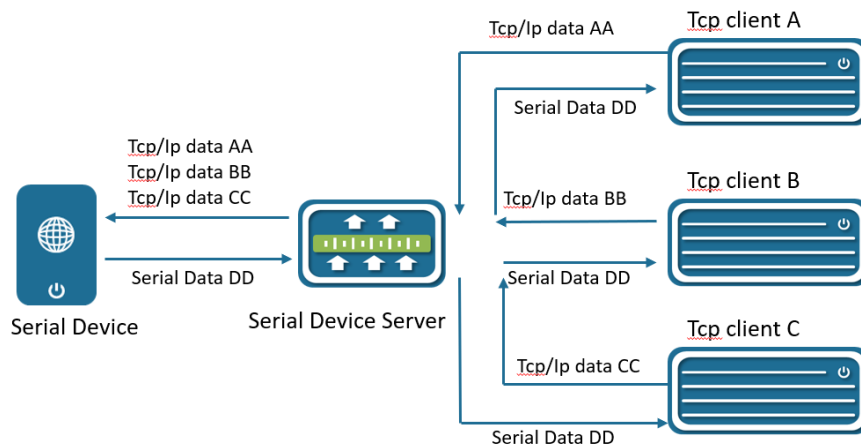 Tcp client A
Tcp/Ip data AA
Serial Data DD
Tcp/Ip data AA
Tcp/Ip data BB
Tcp/Ip data CC
Tcp client B
Tcp/Ip data BB
Serial Data DD
Serial Data DD
Serial Device
Serial Device Server
Tcp client C
Tcp/Ip data CC
Serial Data DD